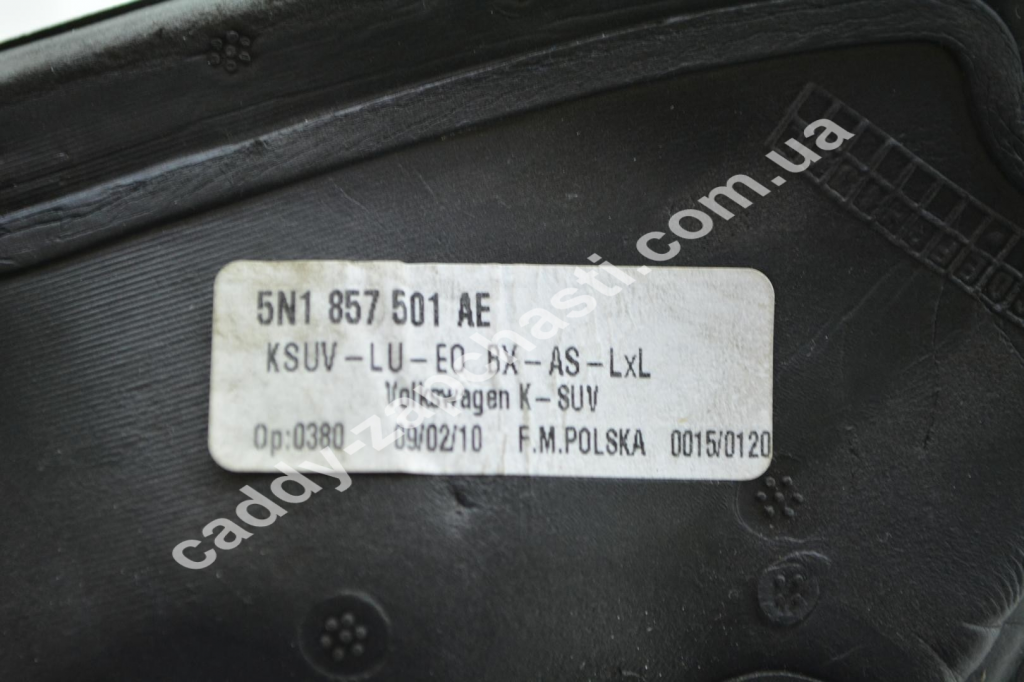 5N1 857 501 AE
KSUV-LU-EO BX-AS-LxL
Volkswagen K-SUV
Op:0380 09/02/10 F.M.POLSKA 0015/0120
caddy-zapchasti.com.ua